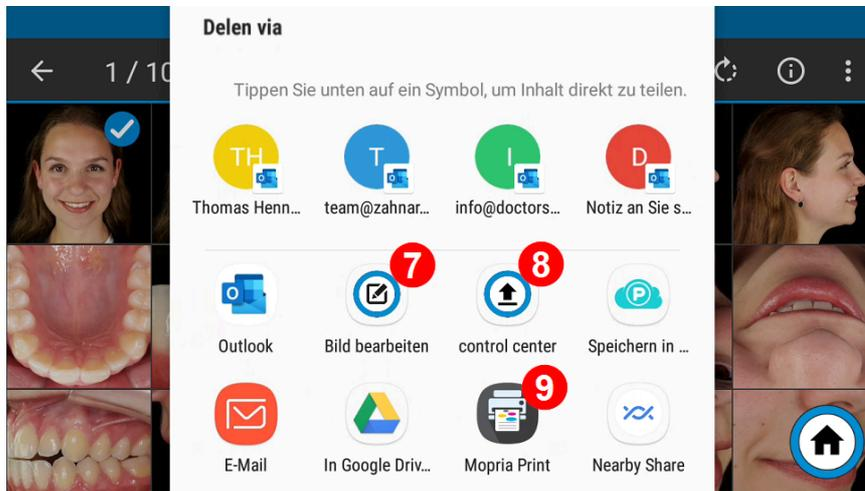 Delen via
1 / 10
Tippen Sie unten auf ein Symbol, um Inhalt direkt zu teilen.
TH
T
I
D
Thomas Henn...
team@zahnar...
info@doctors...
Notiz an Sie s...
7
8
Outlook
Bild bearbeiten
control center
Speichern in ...
9
E-Mail
In Google Driv...
Mopria Print
Nearby Share